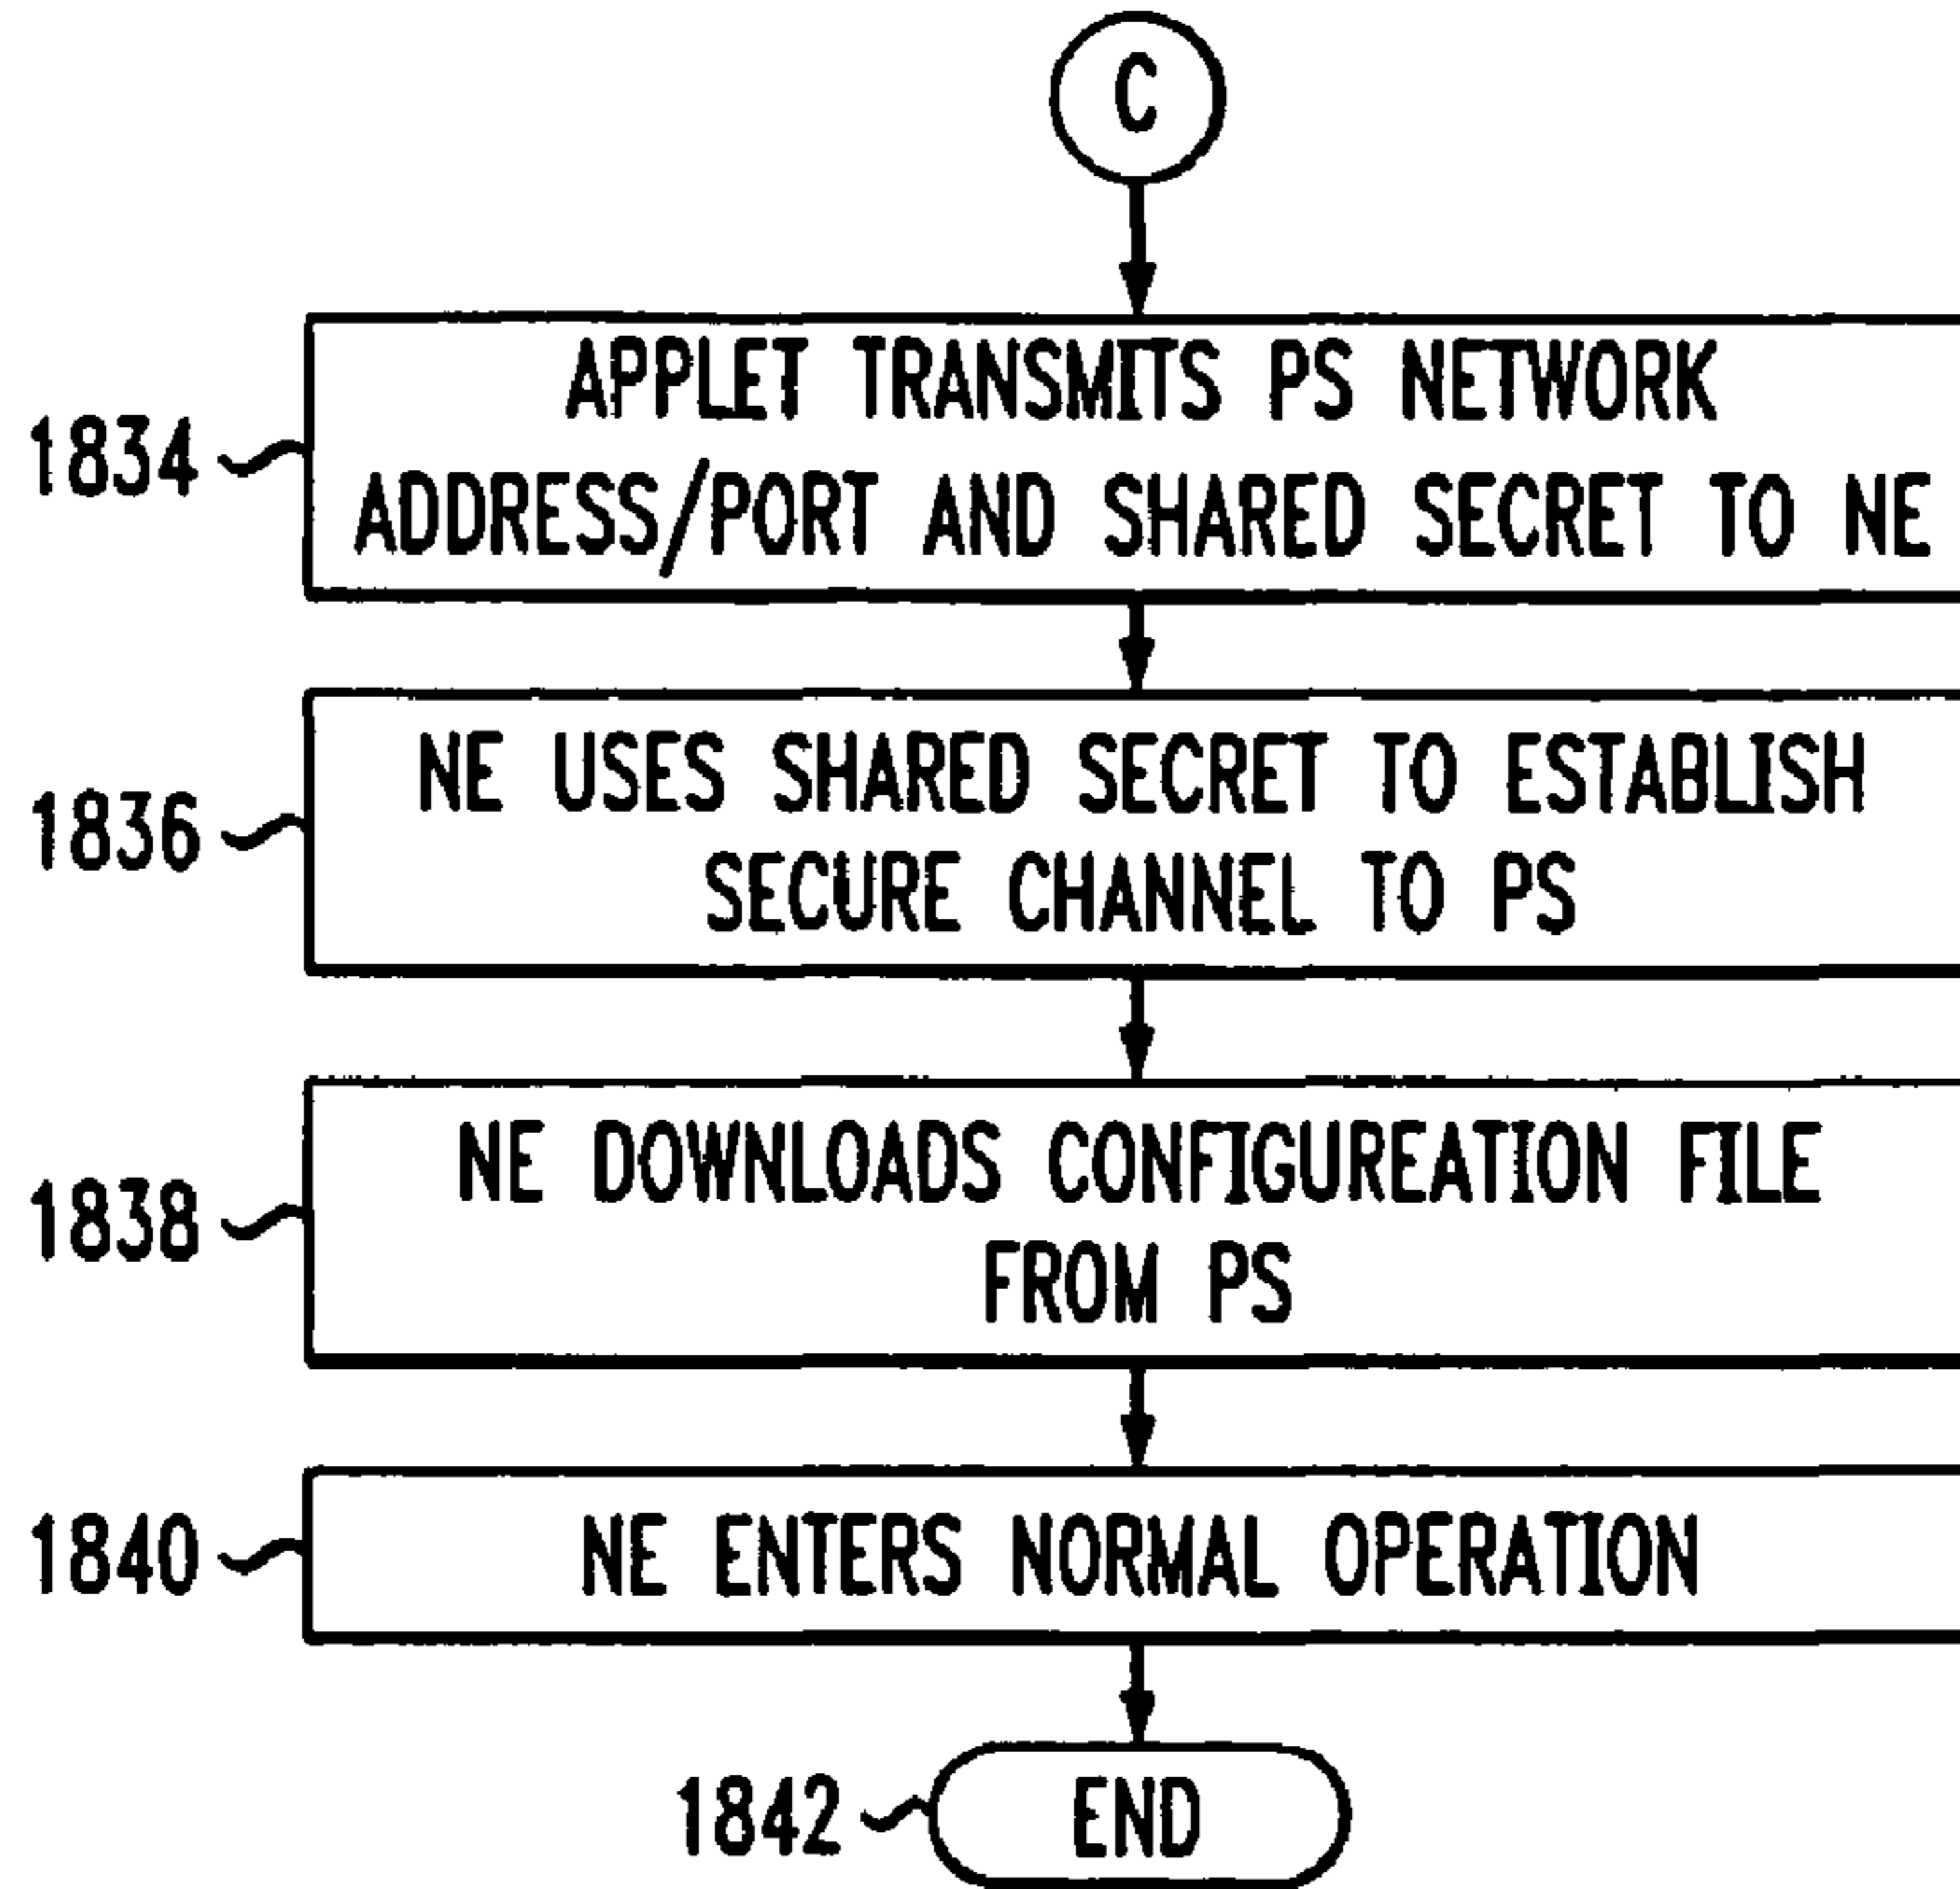 C
1834
APPLET TRANSMITS PS NETWORK
ADDRESS/PORT AND SHARED SECRET TO NE
1836
NE USES SHARED SECRET TO ESTABLISH
SECURE CHANNEL TO PS
1838
NE DOWNLOADS CONFIGUREATION FILE
FROM PS
1840
NE ENTERS NORMAL OPERATION
1842
END